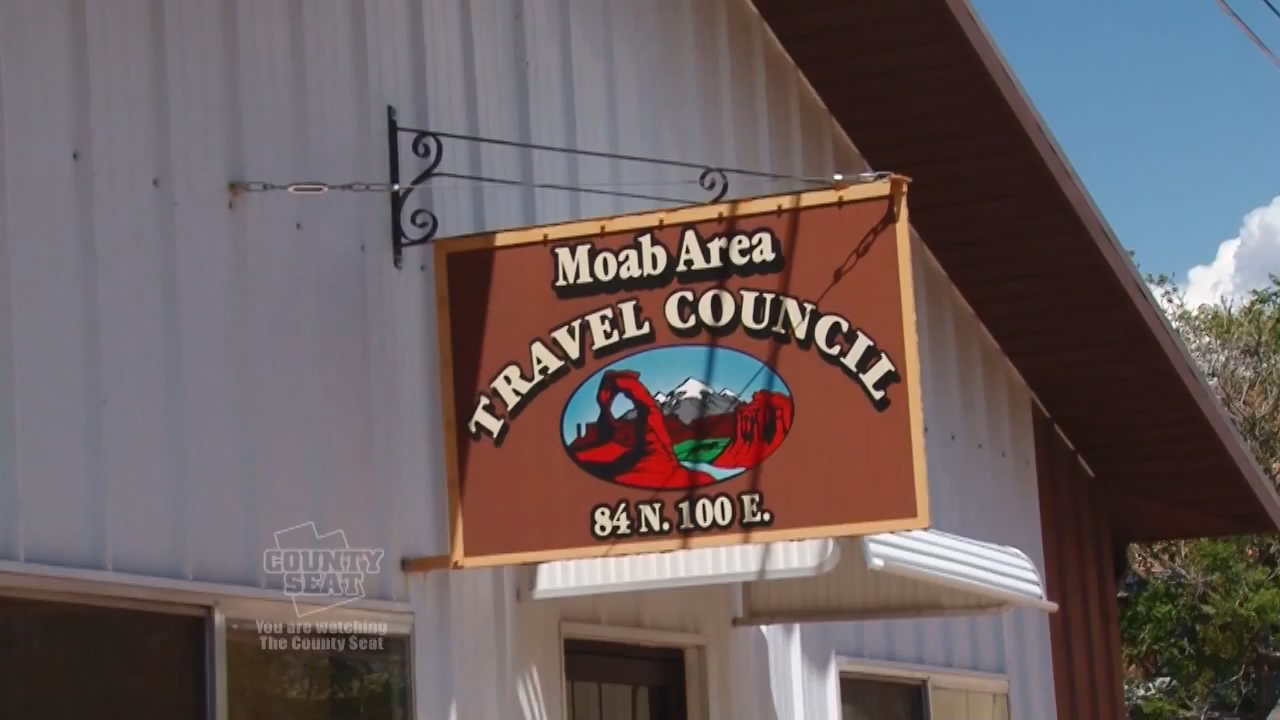 Moab Area
TRAVEL COUNCIL
84 N. 100 E.
COUNTY
SEAT
You are watching
The County Seat